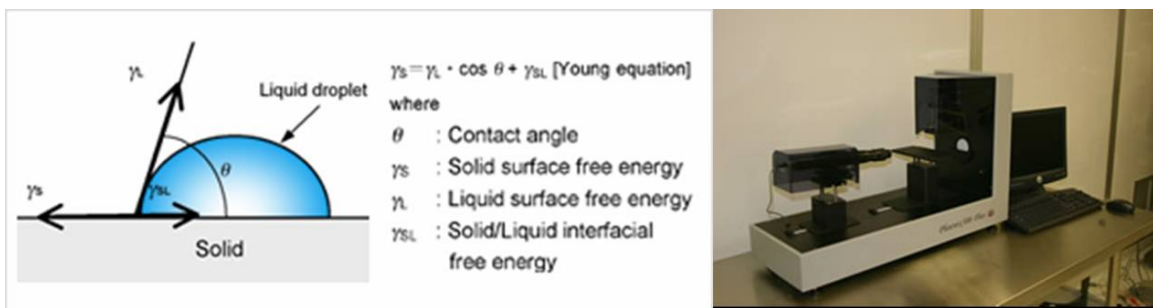 γL
Liquid droplet
θ
γS
γSL
Solid
γS=γL · cos θ + γSL [Young equation]
where
θ : Contact angle
γS : Solid surface free energy
γL : Liquid surface free energy
γSL : Solid/Liquid interfacial
free energy